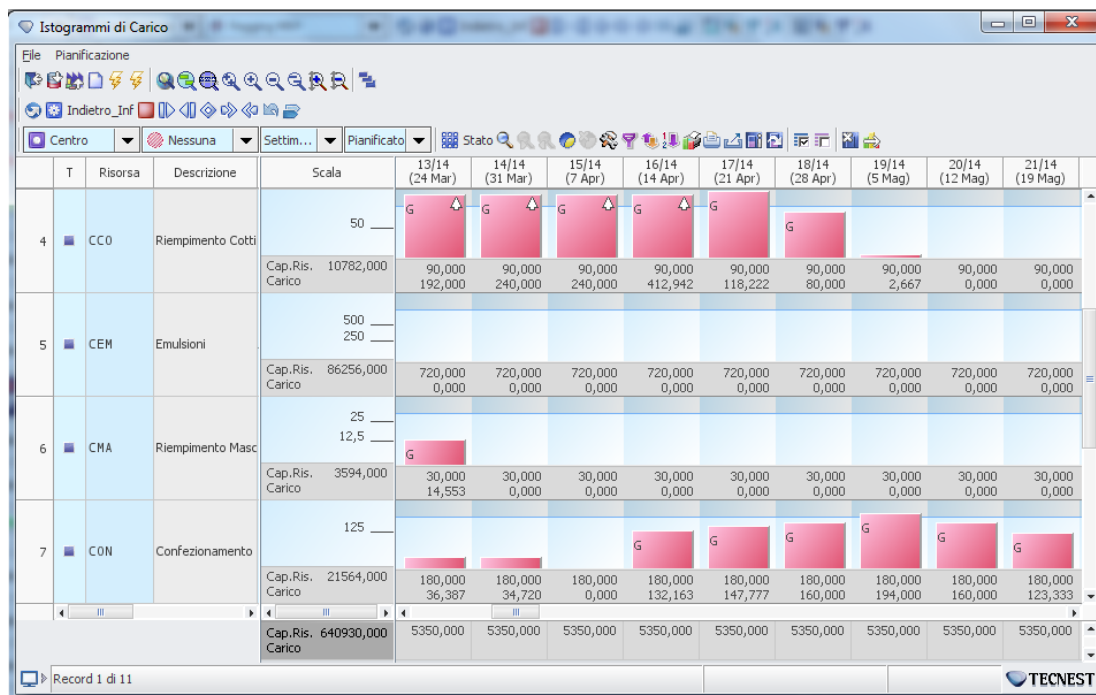 Istogrammi di Carico
File Pianificazione
Indietro_Inf
Centro Nessuna Settim... Pianificato Stato
T Risorsa Descrizione Scala 13/14 14/14 15/14 16/14 17/14 18/14 19/14 20/14 21/14
(24 Mar) (31 Mar) (7 Apr) (14 Apr) (21 Apr) (28 Apr) (5 Mag) (12 Mag) (19 Mag)
4 CCO Riempimento Cotti 50 G G G G G G
Cap.Ris. 10782,000 90,000 90,000 90,000 90,000 90,000 90,000 90,000 90,000 90,000
Carico 192,000 240,000 240,000 412,942 118,222 80,000 2,667 0,000 0,000
5 CEM Emulsioni 500
250
Cap.Ris. 86256,000 720,000 720,000 720,000 720,000 720,000 720,000 720,000 720,000 720,000
Carico 0,000 0,000 0,000 0,000 0,000 0,000 0,000 0,000 0,000
6 CMA Riempimento Masc 25
12,5
G
Cap.Ris. 3594,000 30,000 30,000 30,000 30,000 30,000 30,000 30,000 30,000 30,000
Carico 14,553 0,000 0,000 0,000 0,000 0,000 0,000 0,000 0,000
7 CON Confezionamento 125 G G G G G G
Cap.Ris. 21564,000 180,000 180,000 180,000 180,000 180,000 180,000 180,000 180,000 180,000
Carico 36,387 34,720 0,000 132,163 147,777 160,000 194,000 160,000 123,333
Cap.Ris. 640930,000 5350,000 5350,000 5350,000 5350,000 5350,000 5350,000 5350,000 5350,000 5350,000
Carico
Record 1 di 11
TECNEST